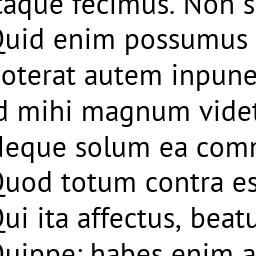 taque fecimus. Non s
Quid enim possumus
oterat autem inpune
d mihi magnum videt
Neque solum ea comm
Quod totum contra es
Qui ita affectus, beatu
Quippe: habes enim a